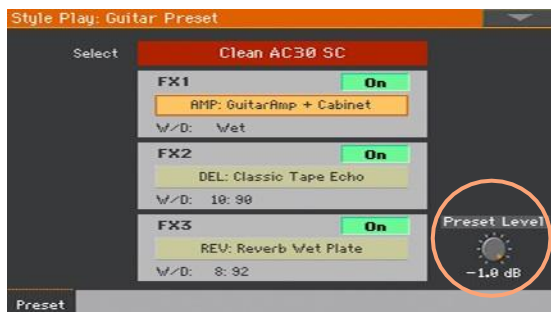 Style Play: Guitar Preset
Select
Clean AC30 SC
FX1
On
AMP: GuitarAmp + Cabinet
W/D: Wet
FX2
On
DEL: Classic Tape Echo
W/D: 10:90
FX3
On
REV: Reverb Wet Plate
W/D: 8:92
Preset Level
-1.0 dB
Preset